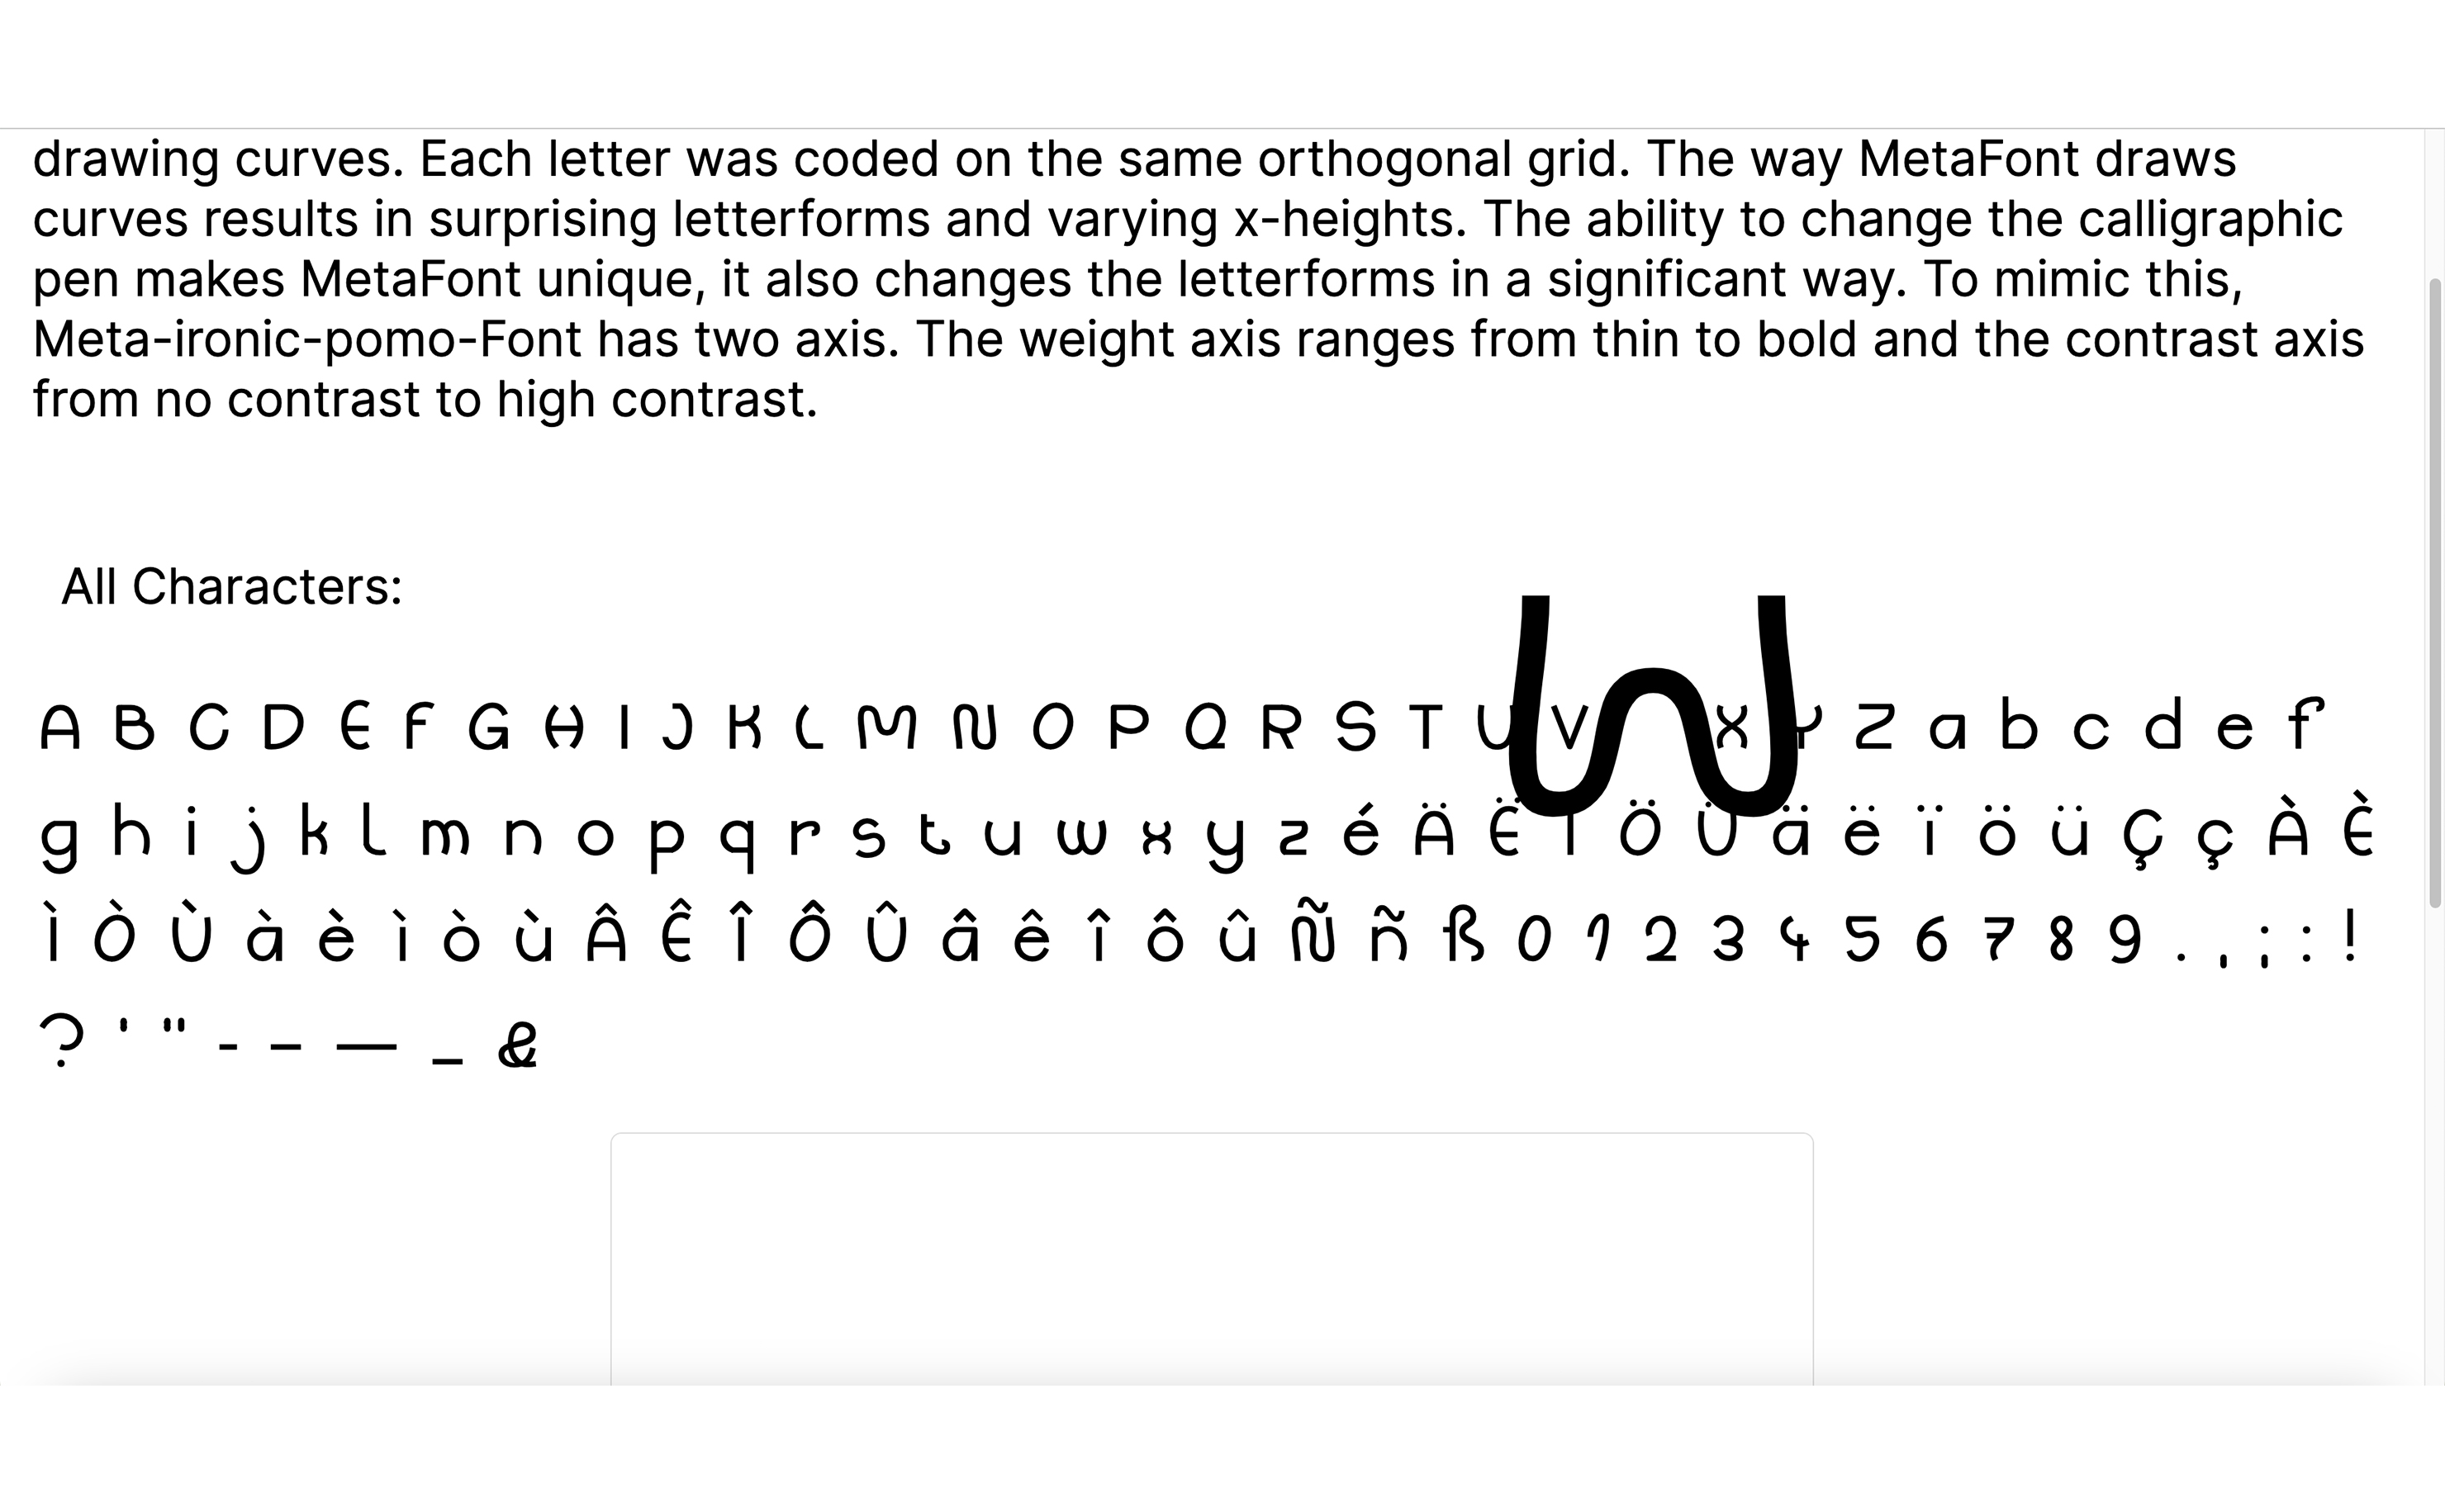 drawing curves. Each letter was coded on the same orthogonal grid. The way MetaFont draws
curves results in surprising letterforms and varying x-heights. The ability to change the calligraphic
pen makes MetaFont unique, it also changes the letterforms in a significant way. To mimic this,
Meta-ironic-pomo-Font has two axis. The weight axis ranges from thin to bold and the contrast axis
from no contrast to high contrast.
All Characters:
A B C D E F G H I J K L M N O P Q R S T U V W X Y Z a b c d e f
g h i j k l m n o p q r s t u w x y z é Ä Ë Ï Ö Ü ä ë ï ö ü Ç ç À È
Ì Ò Ù à è ì ò ù Â Ê Î Ô Û â ê î ô û Ñ ñ ß 0 1 2 3 4 5 6 7 8 9 . , ; : !
? ' " - – — _ &